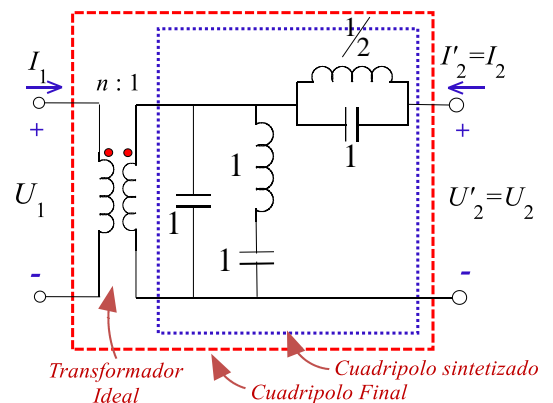 1/2
I₁
n : 1
I′₂=I₂
+
+
1
1
U₁
1
1
U′₂=U₂
-
-
Transformador
Ideal
Cuadripolo sintetizado
Cuadripolo Final